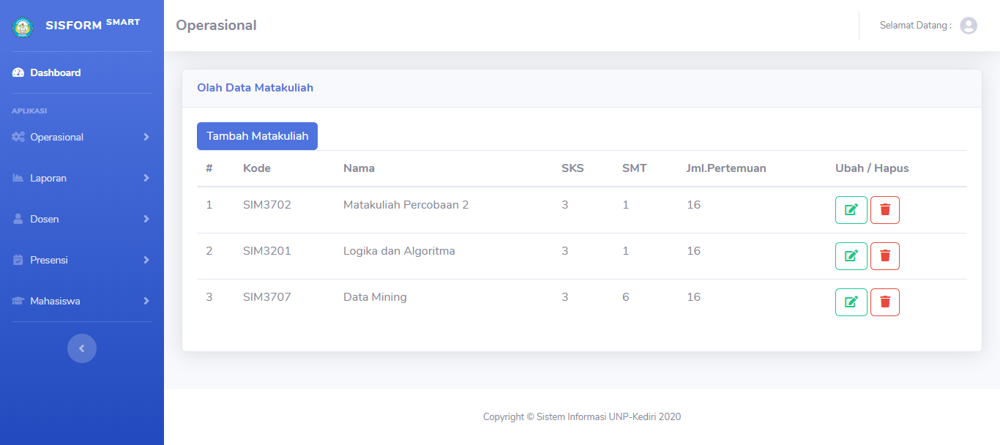 SISFORM SMART
Operasional
Selamat Datang :
Dashboard
APLIKASI
Operasional
Laporan
Dosen
Presensi
Mahasiswa
Olah Data Matakuliah
Tambah Matakuliah
# Kode Nama SKS SMT Jml.Pertemuan Ubah / Hapus
1 SIM3702 Matakuliah Percobaan 2 3 1 16
2 SIM3201 Logika dan Algoritma 3 1 16
3 SIM3707 Data Mining 3 6 16
Copyright © Sistem Informasi UNP-Kediri 2020